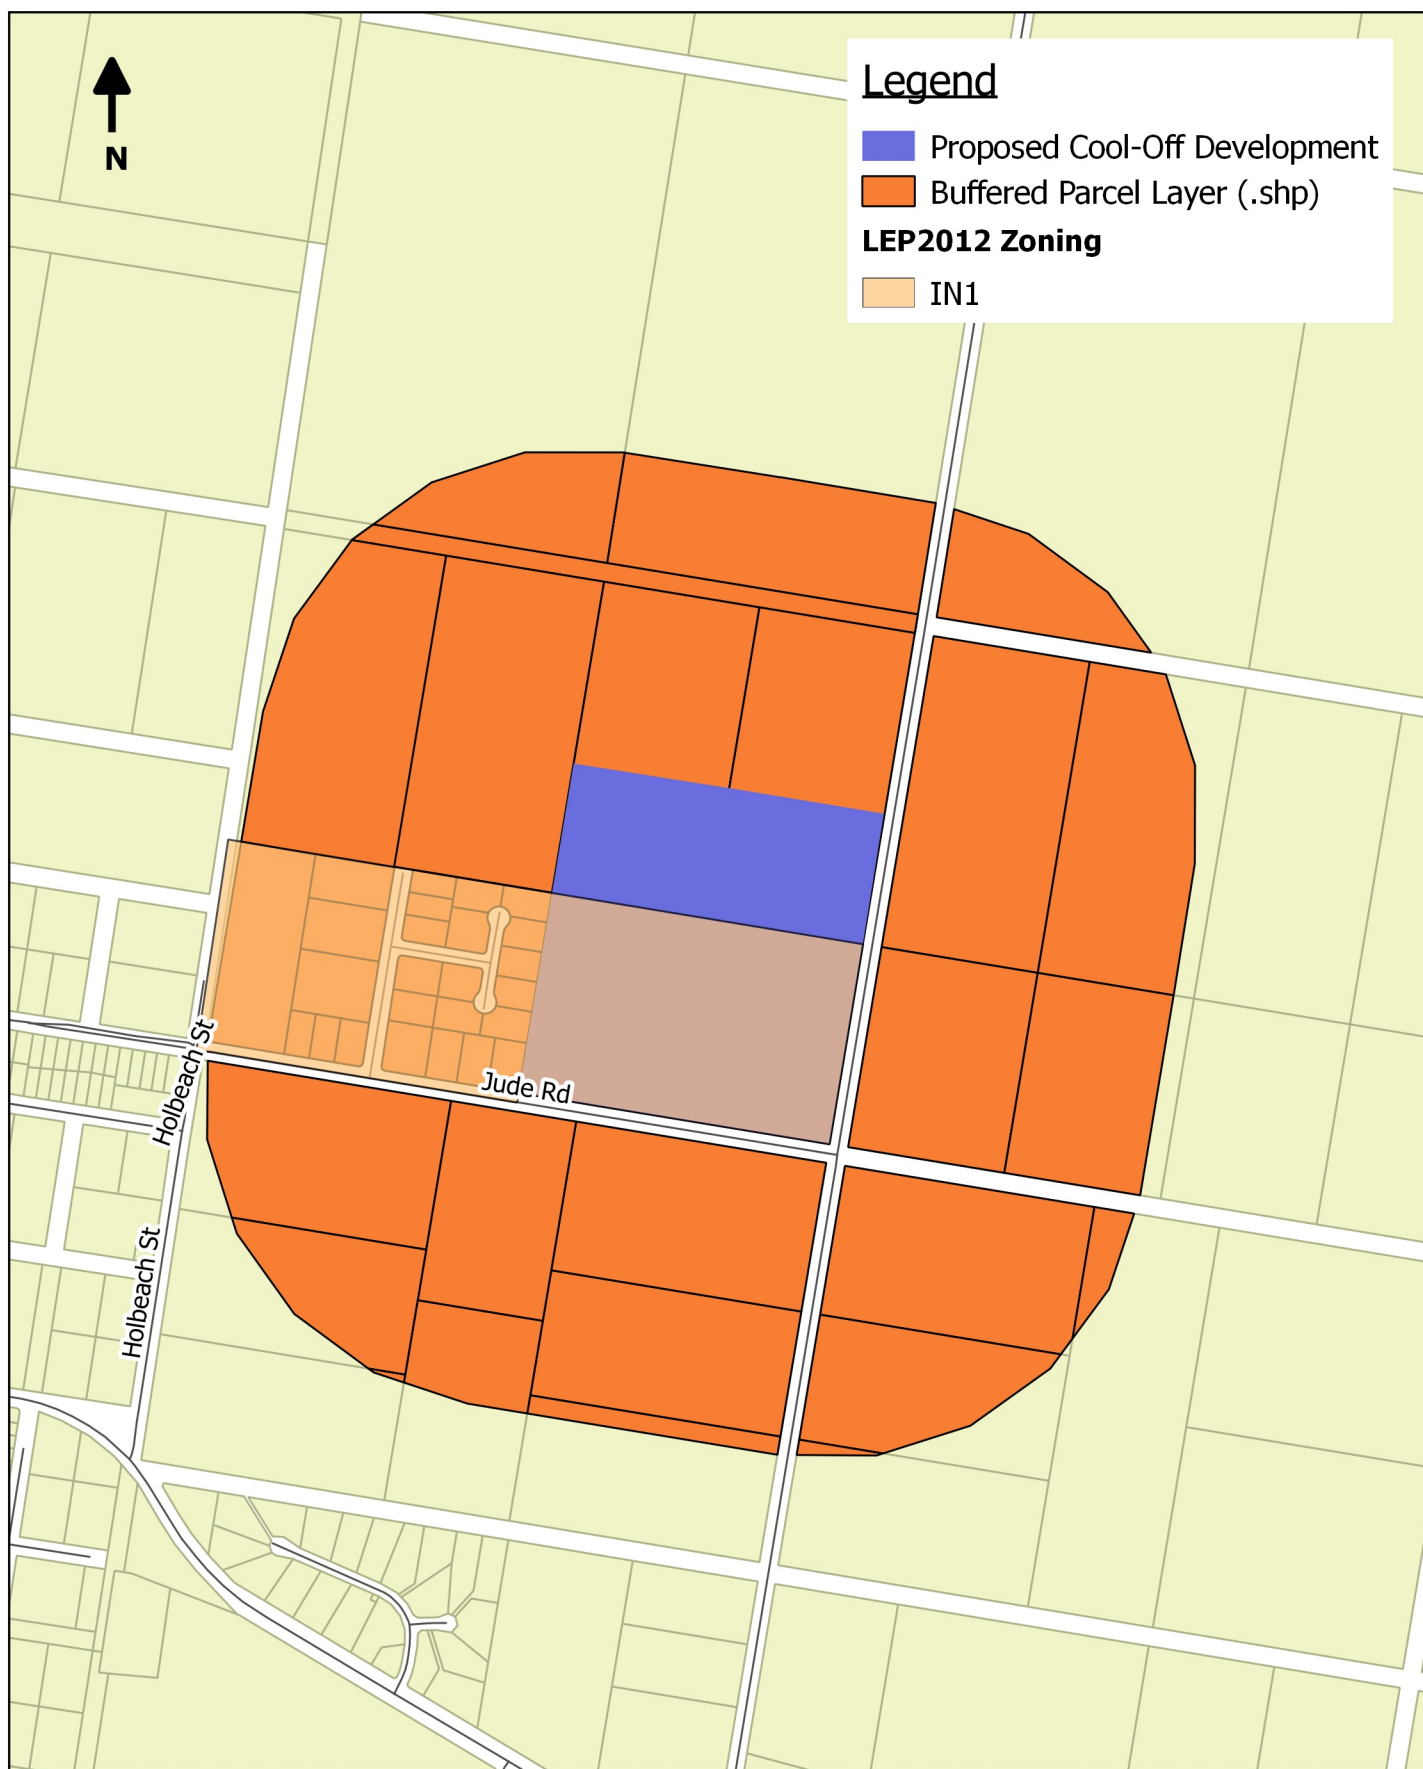 Legend
Proposed Cool-Off Development
Buffered Parcel Layer (.shp)
LEP2012 Zoning
IN1
N
Holbeach St
Jude Rd
Holbeach St